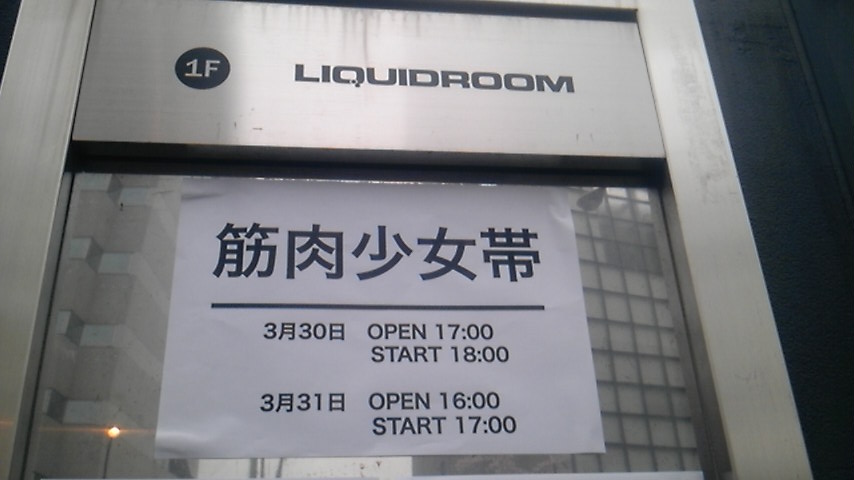 1F LIQUIDROOM
筋肉少女帯
3月30日 OPEN 17:00
START 18:00
3月31日 OPEN 16:00
START 17:00